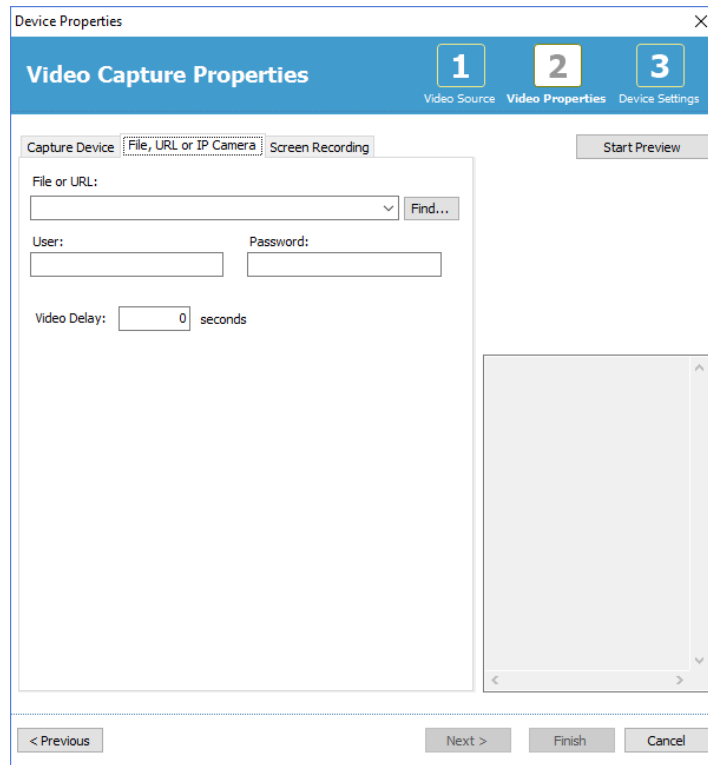 Device Properties
Video Capture Properties
1
Video Source
2
Video Properties
3
Device Settings
Capture Device
File, URL or IP Camera
Screen Recording
Start Preview
File or URL:
Find...
User:
Password:
Video Delay:
0
seconds
< Previous
Next >
Finish
Cancel